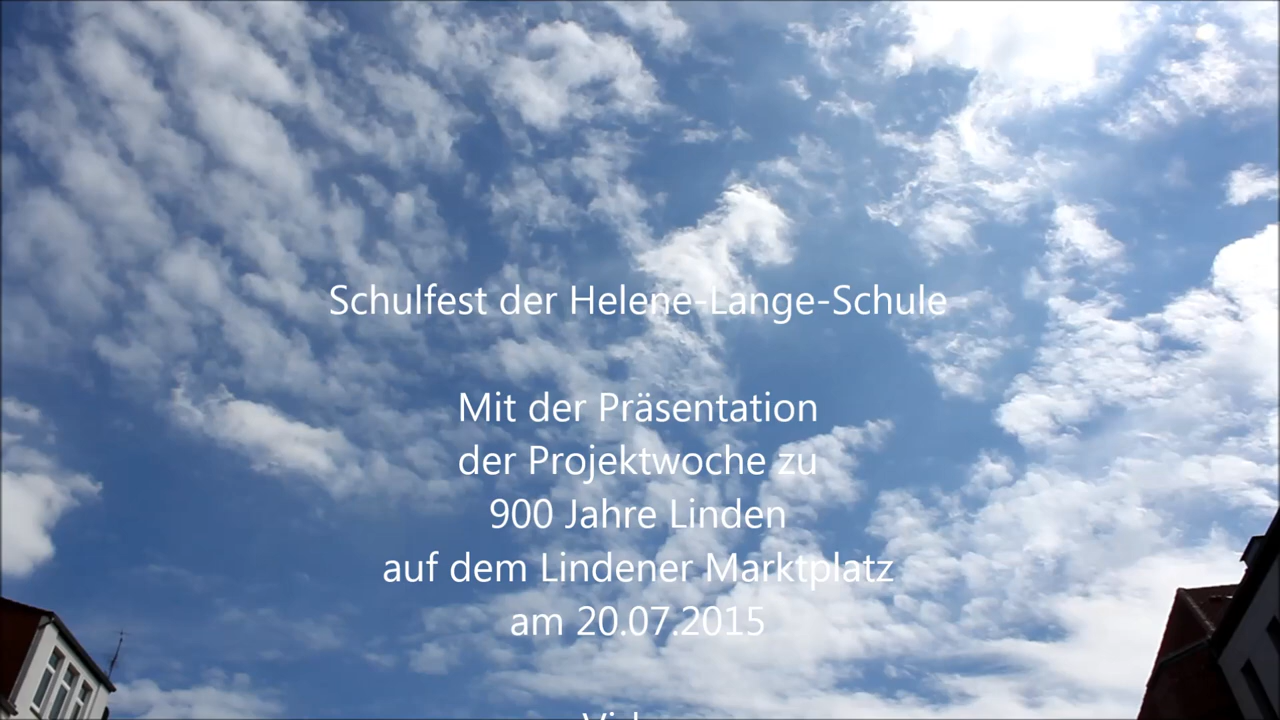 Schulfest der Helene-Lange-Schule
Mit der Präsentation
der Projektwoche zu
900 Jahre Linden
auf dem Lindener Marktplatz
am 20.07.2015